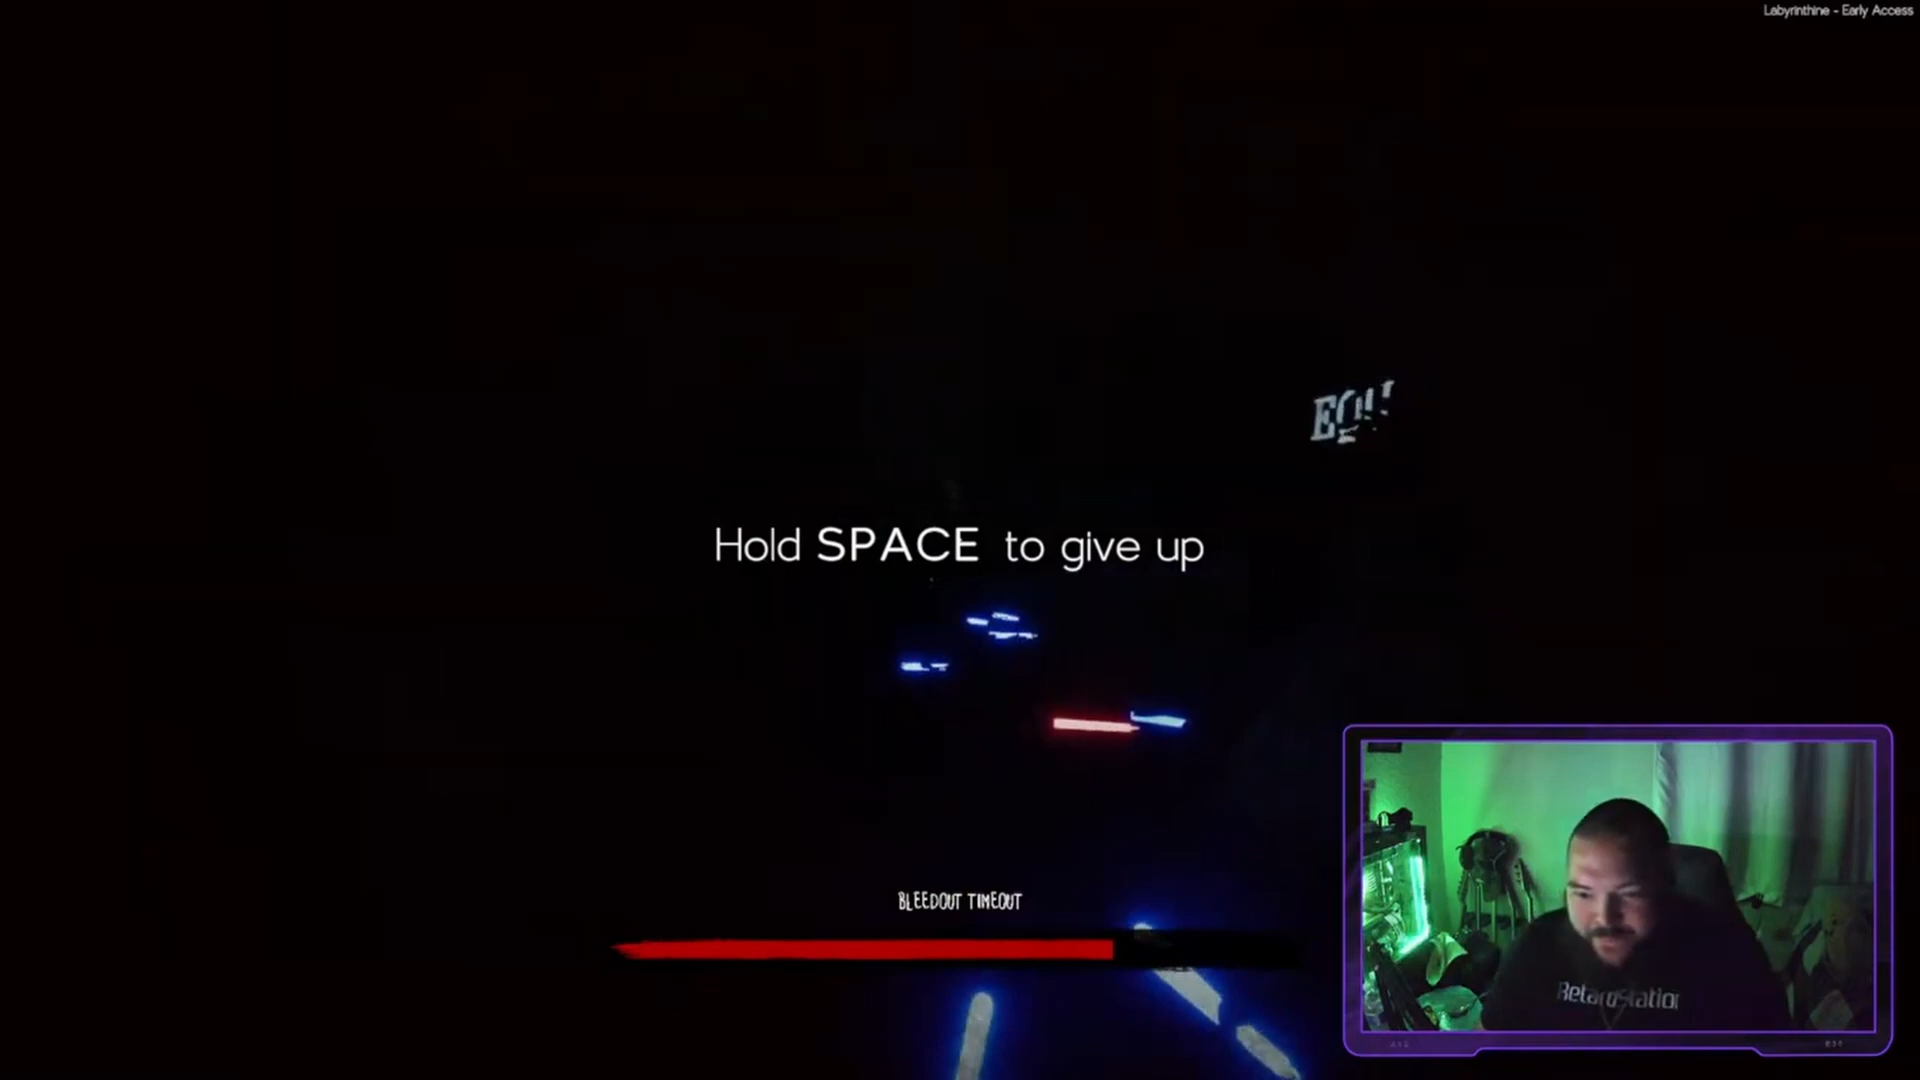 Labyrinthine - Early Access
Hold SPACE to give up
BLEEDOUT TIMEOUT